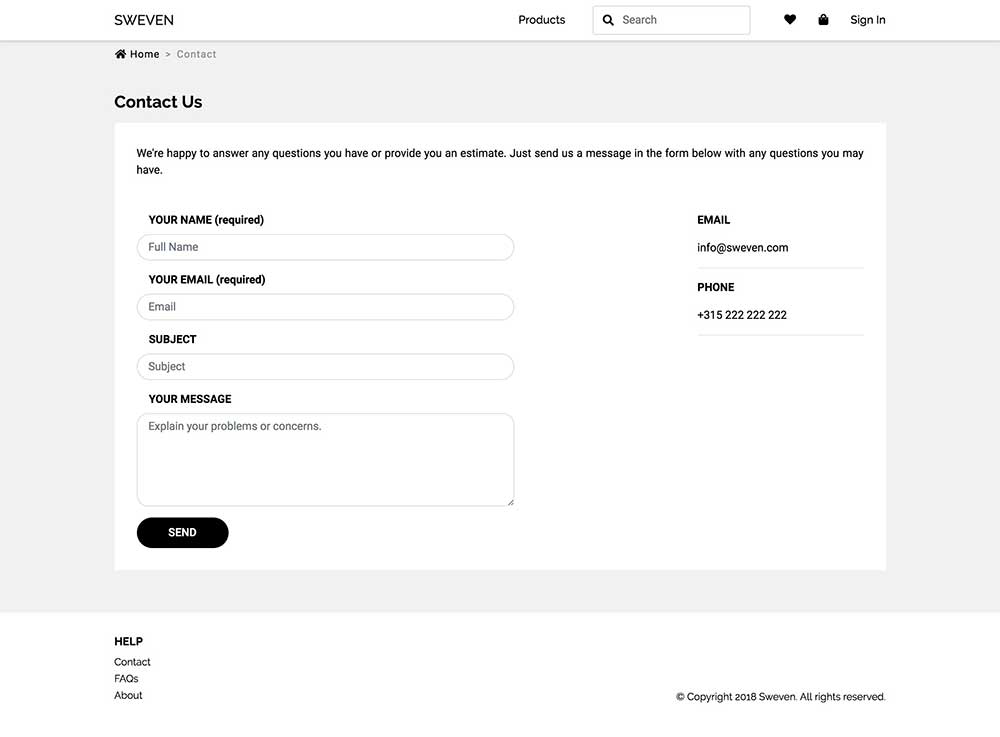 SWEVEN
Products
Search
Sign In
Home > Contact
Contact Us
We're happy to answer any questions you have or provide you an estimate. Just send us a message in the form below with any questions you may
have.
YOUR NAME (required)
Full Name
YOUR EMAIL (required)
Email
SUBJECT
Subject
YOUR MESSAGE
Explain your problems or concerns.
SEND
EMAIL
info@sweven.com
PHONE
+315 222 222 222
HELP
Contact
FAQs
About
© Copyright 2018 Sweven. All rights reserved.